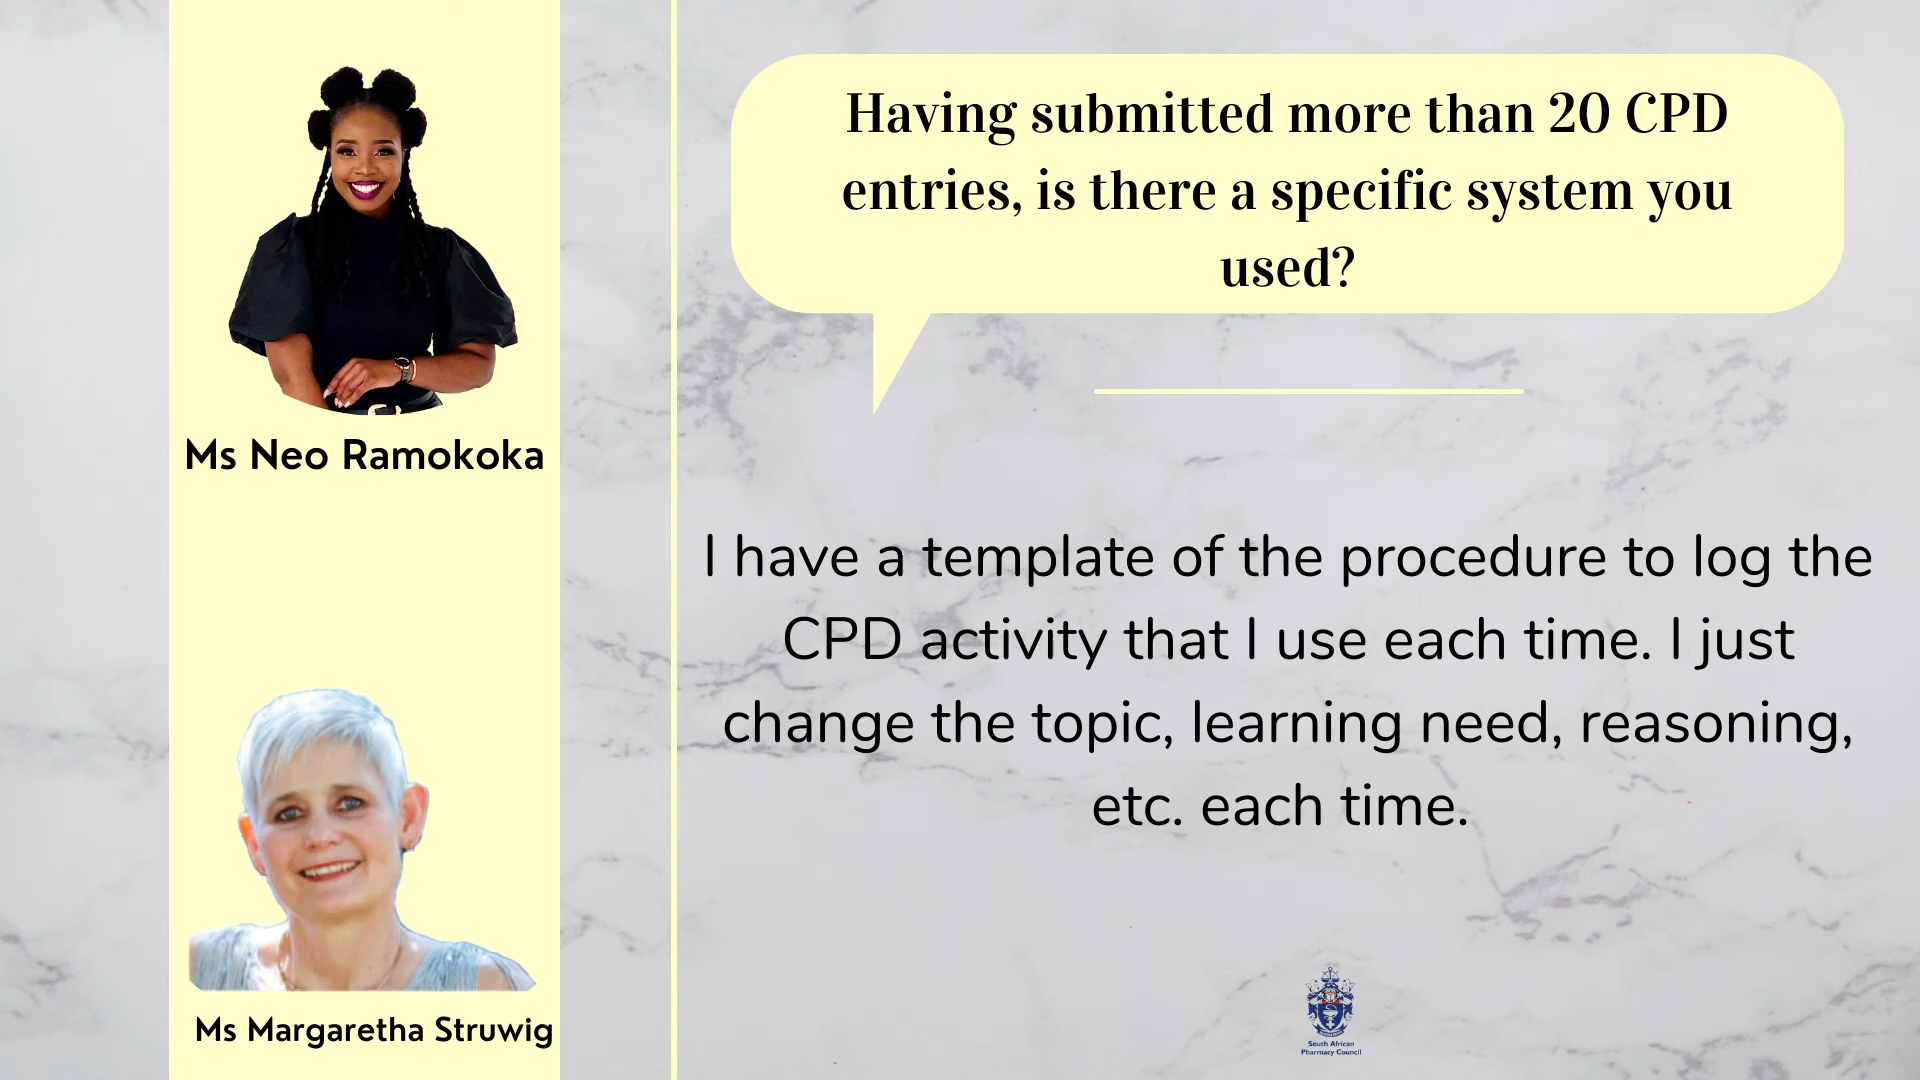 Having submitted more than 20 CPD
entries, is there a specific system you
used?
Ms Neo Ramokoka
I have a template of the procedure to log the
CPD activity that I use each time. I just
change the topic, learning need, reasoning,
etc. each time.
Ms Margaretha Struwig
South African
Pharmacy Council